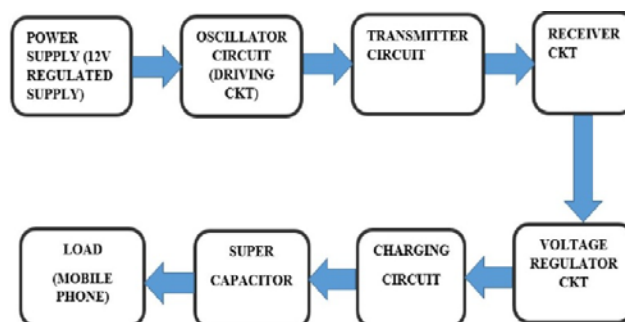 POWER
SUPPLY (12V
REGULATED
SUPPLY)
OSCILLATOR
CIRCUIT
(DRIVING
CKT)
TRANSMITTER
CIRCUIT
RECEIVER
CKT
LOAD
(MOBILE
PHONE)
SUPER
CAPACITOR
CHARGING
CIRCUIT
VOLTAGE
REGULATOR
CKT